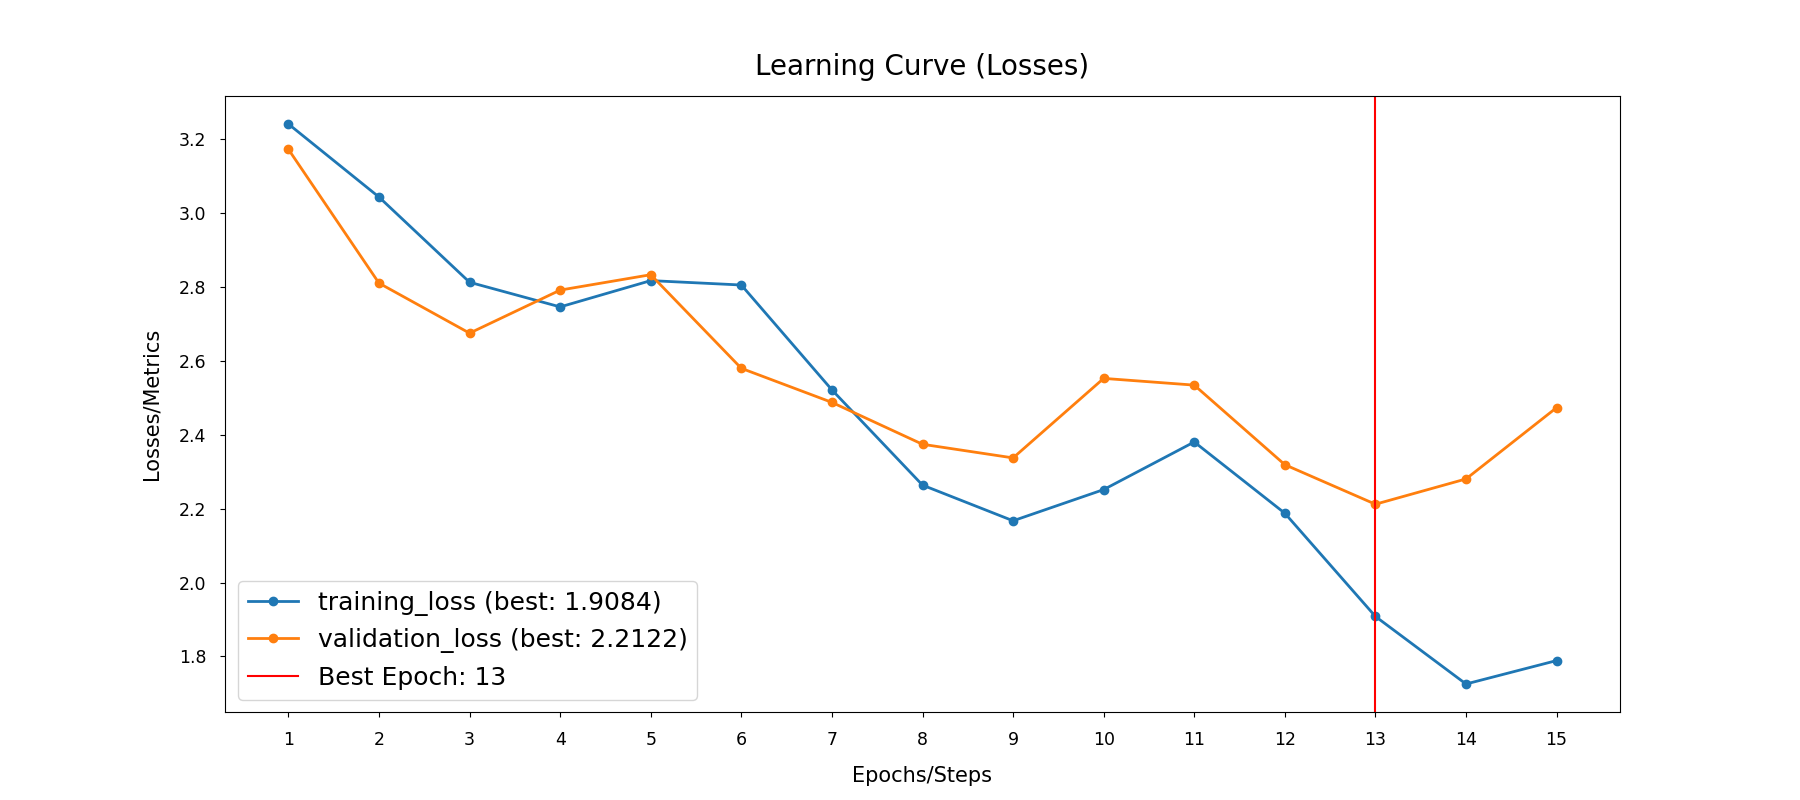 Learning Curve (Losses)
3.2
3.0
2.8
2.6
2.4
2.2
2.0
1.8
Losses/Metrics
training_loss (best: 1.9084)
validation_loss (best: 2.2122)
Best Epoch: 13
1 2 3 4 5 6 7 8 9 10 11 12 13 14 15
Epochs/Steps